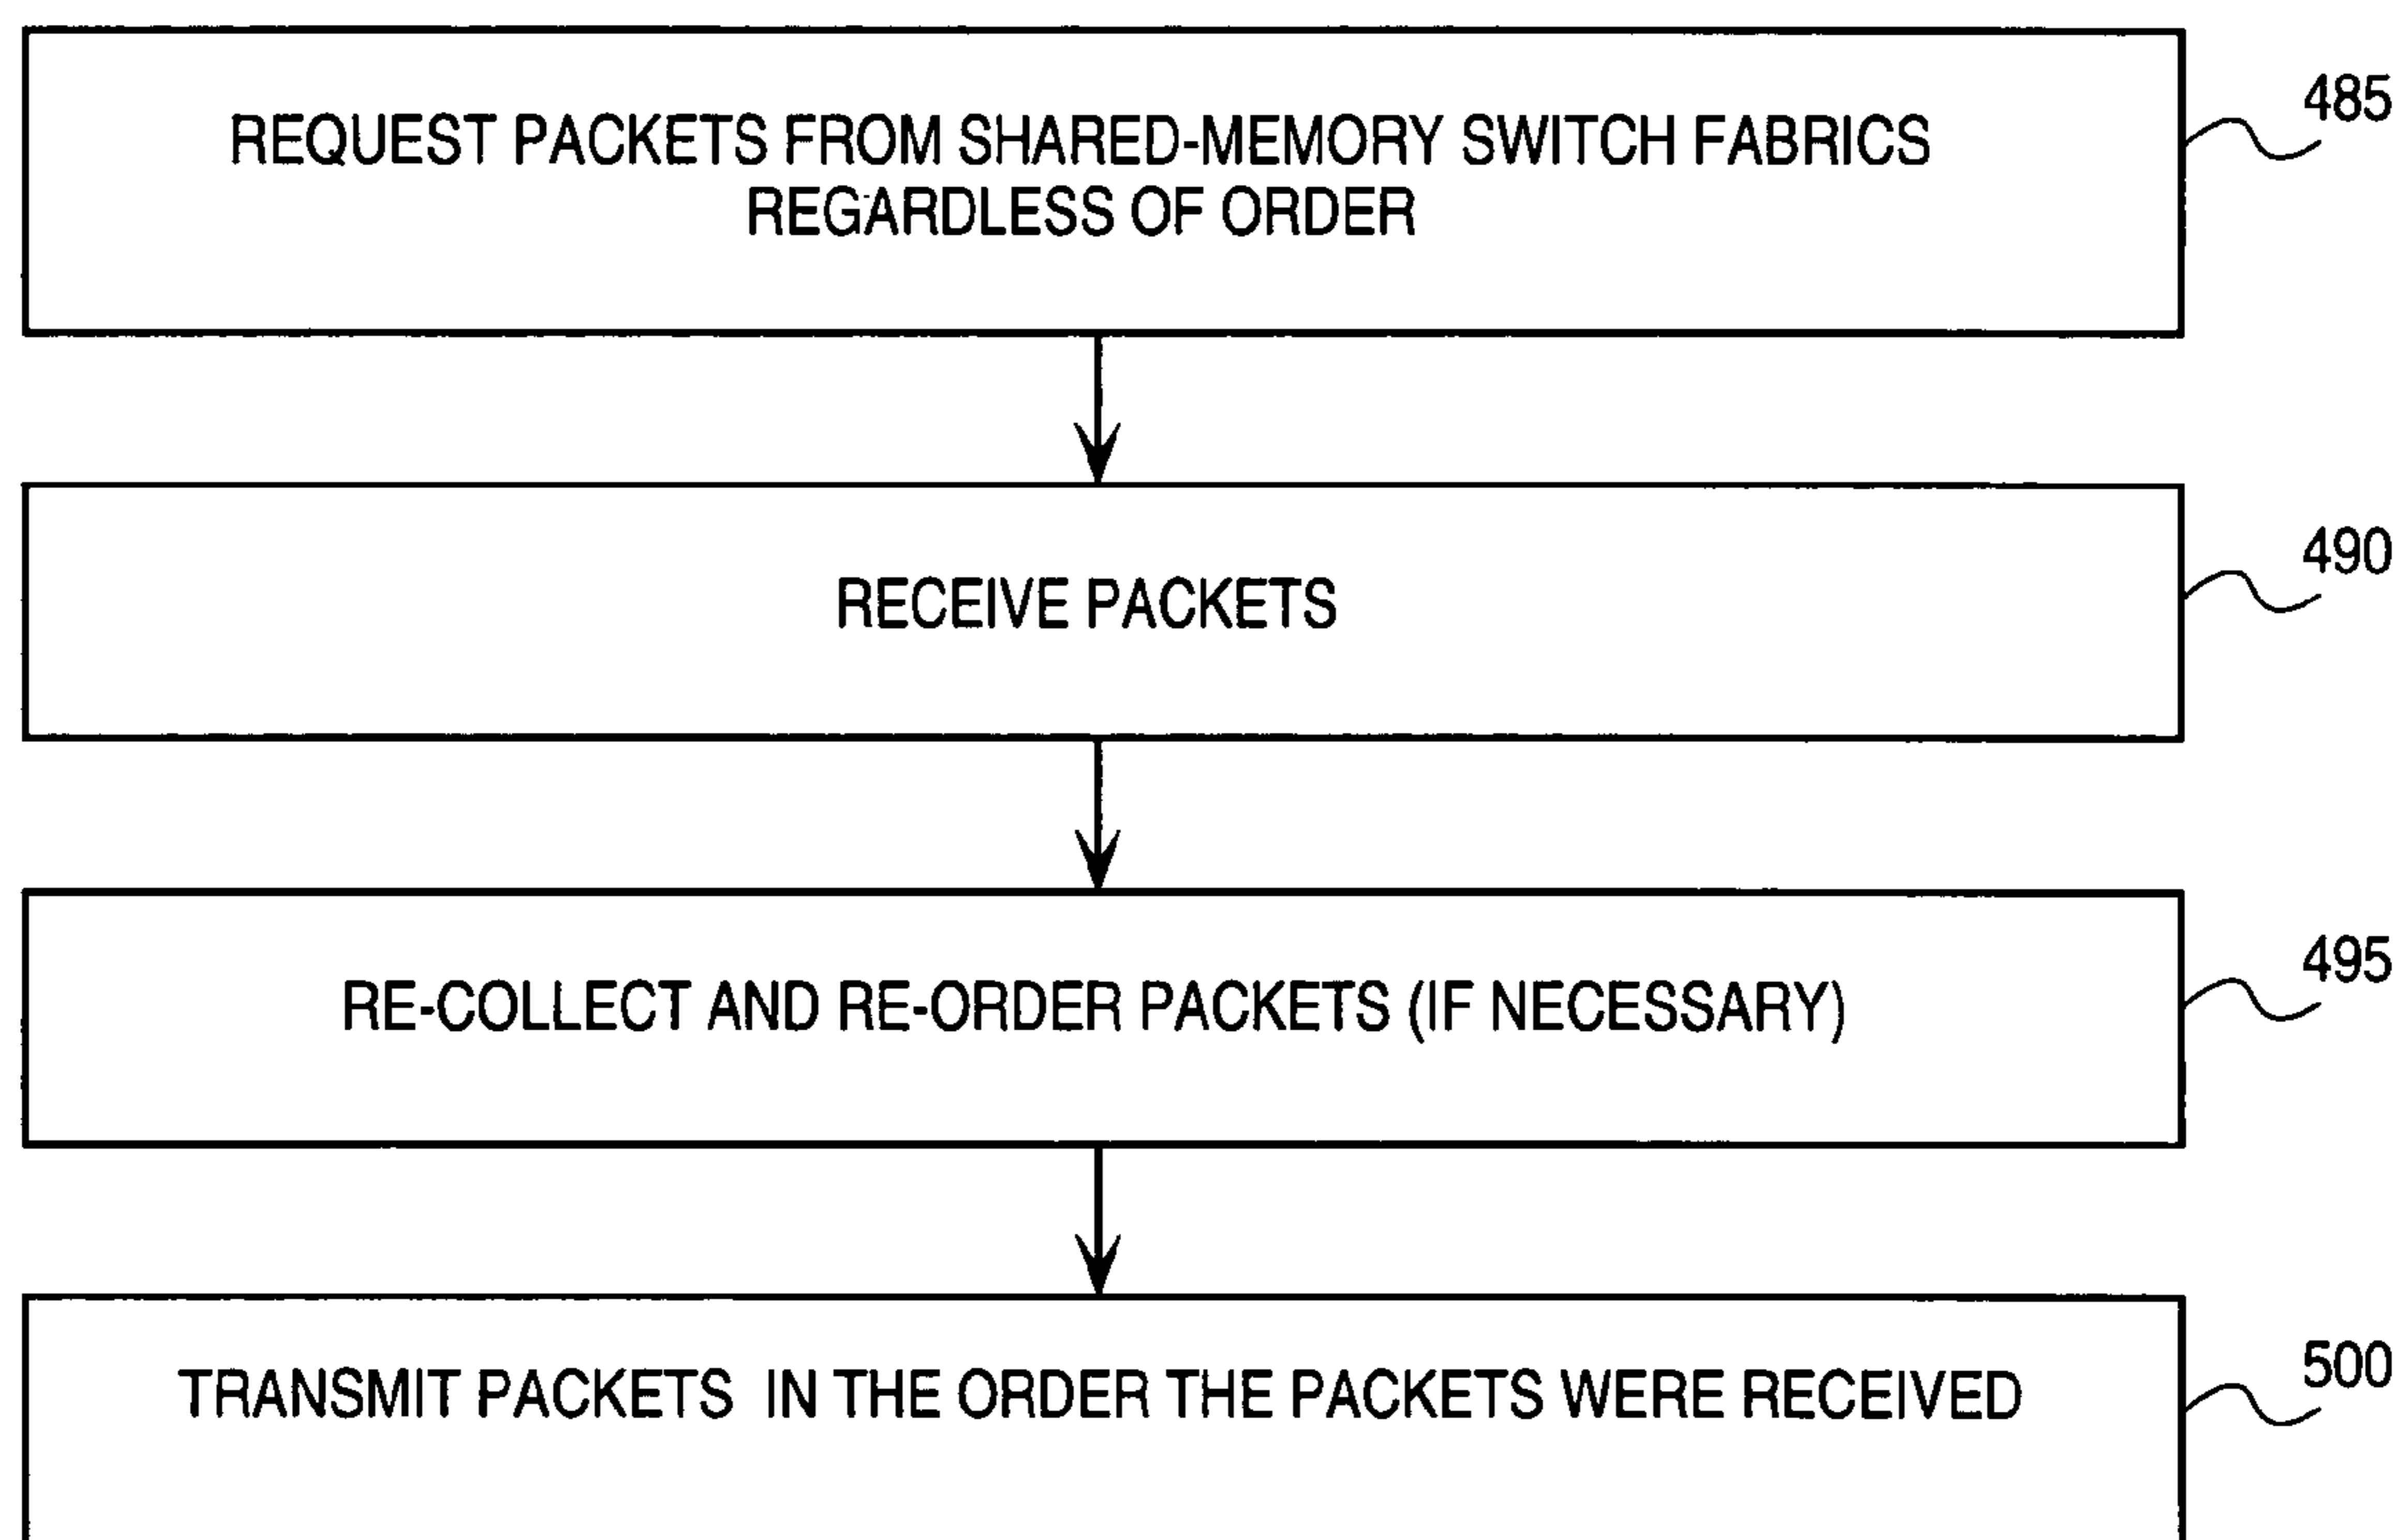 485
REQUEST PACKETS FROM SHARED-MEMORY SWITCH FABRICS
REGARDLESS OF ORDER
490
RECEIVE PACKETS
495
RE-COLLECT AND RE-ORDER PACKETS (IF NECESSARY)
500
TRANSMIT PACKETS IN THE ORDER THE PACKETS WERE RECEIVED